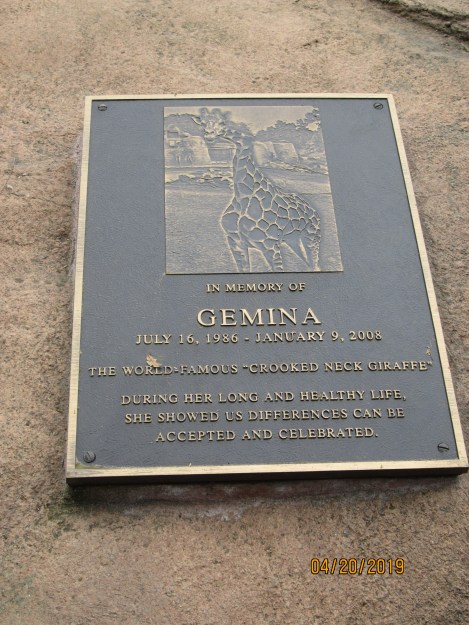 IN MEMORY OF
GEMINA
JULY 16, 1986 - JANUARY 9, 2008
THE WORLD-FAMOUS "CROOKED NECK GIRAFFE"
DURING HER LONG AND HEALTHY LIFE,
SHE SHOWED US DIFFERENCES CAN BE
ACCEPTED AND CELEBRATED.
04/20/2019